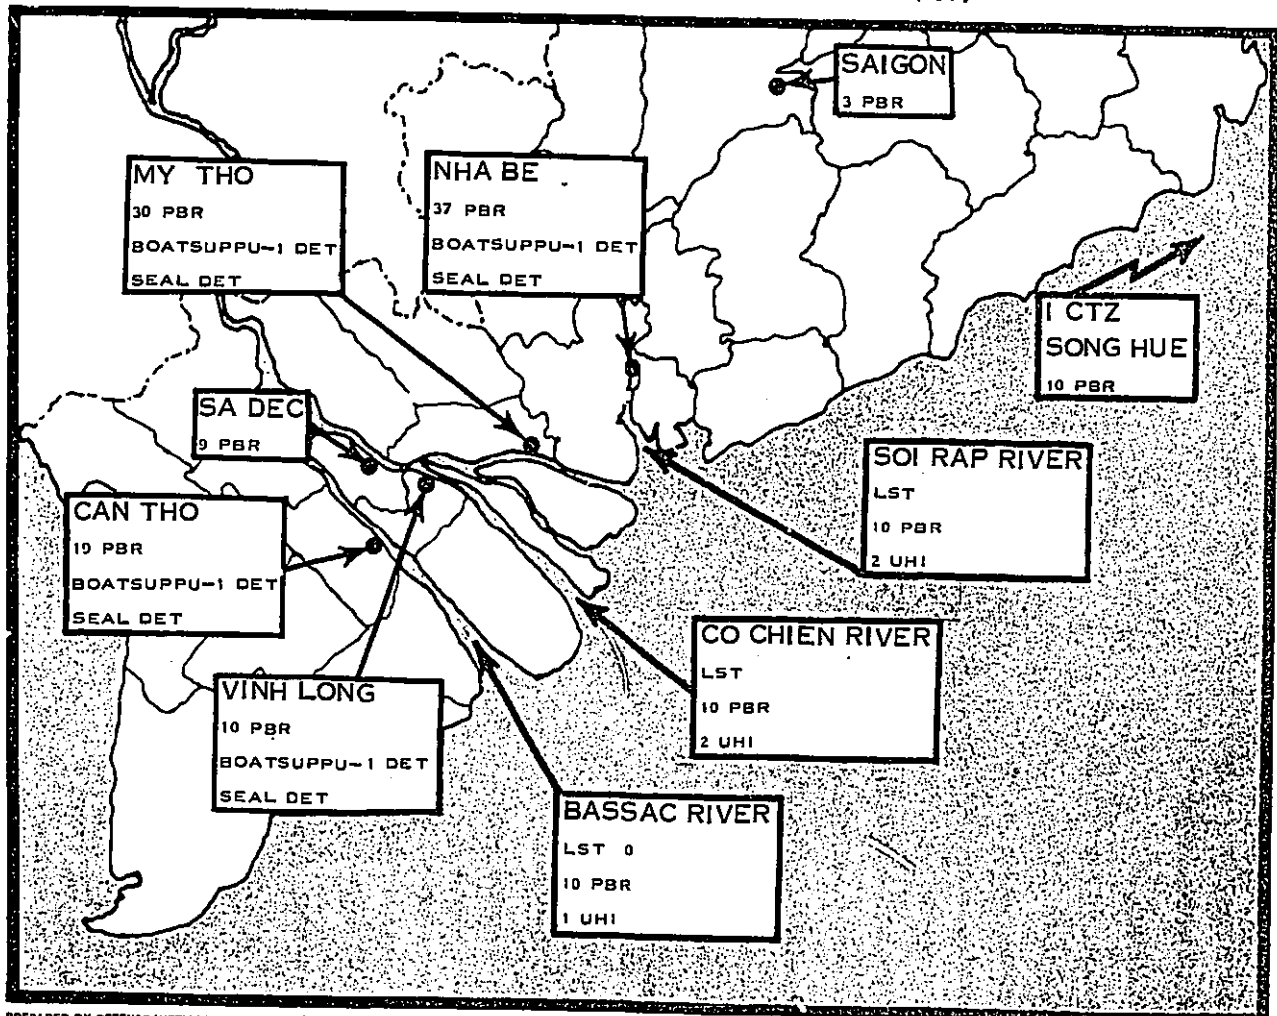 SAIGON
3 PBR
MY THO
30 PBR
BOATSUPPU-1 DET
SEAL DET
NHA BE
37 PBR
BOATSUPPU-1 DET
SEAL DET
I CTZ
SONG HUE
10 PBR
SA DEC
9 PBR
SOI RAP RIVER
LST
10 PBR
2 UHI
CAN THO
19 PBR
BOATSUPPU-1 DET
SEAL DET
CO CHIEN RIVER
LST
10 PBR
2 UHI
VINH LONG
10 PBR
BOATSUPPU-1 DET
SEAL DET
BASSAC RIVER
LST 0
10 PBR
1 UHI